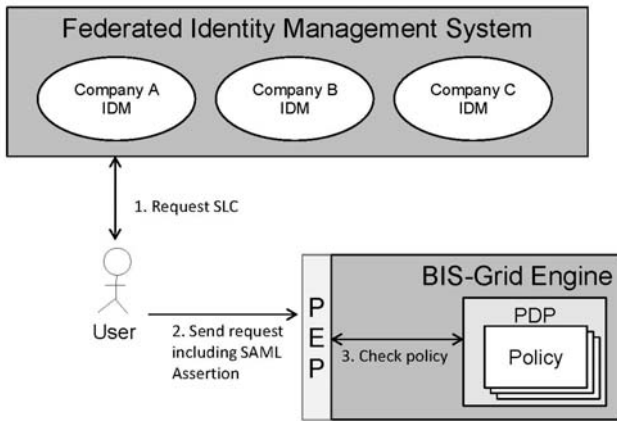 Federated Identity Management System
Company A
IDM
Company B
IDM
Company C
IDM
1. Request SLC
User
2. Send request
including SAML
Assertion
P
E
P
BIS-Grid Engine
3. Check policy
PDP
Policy